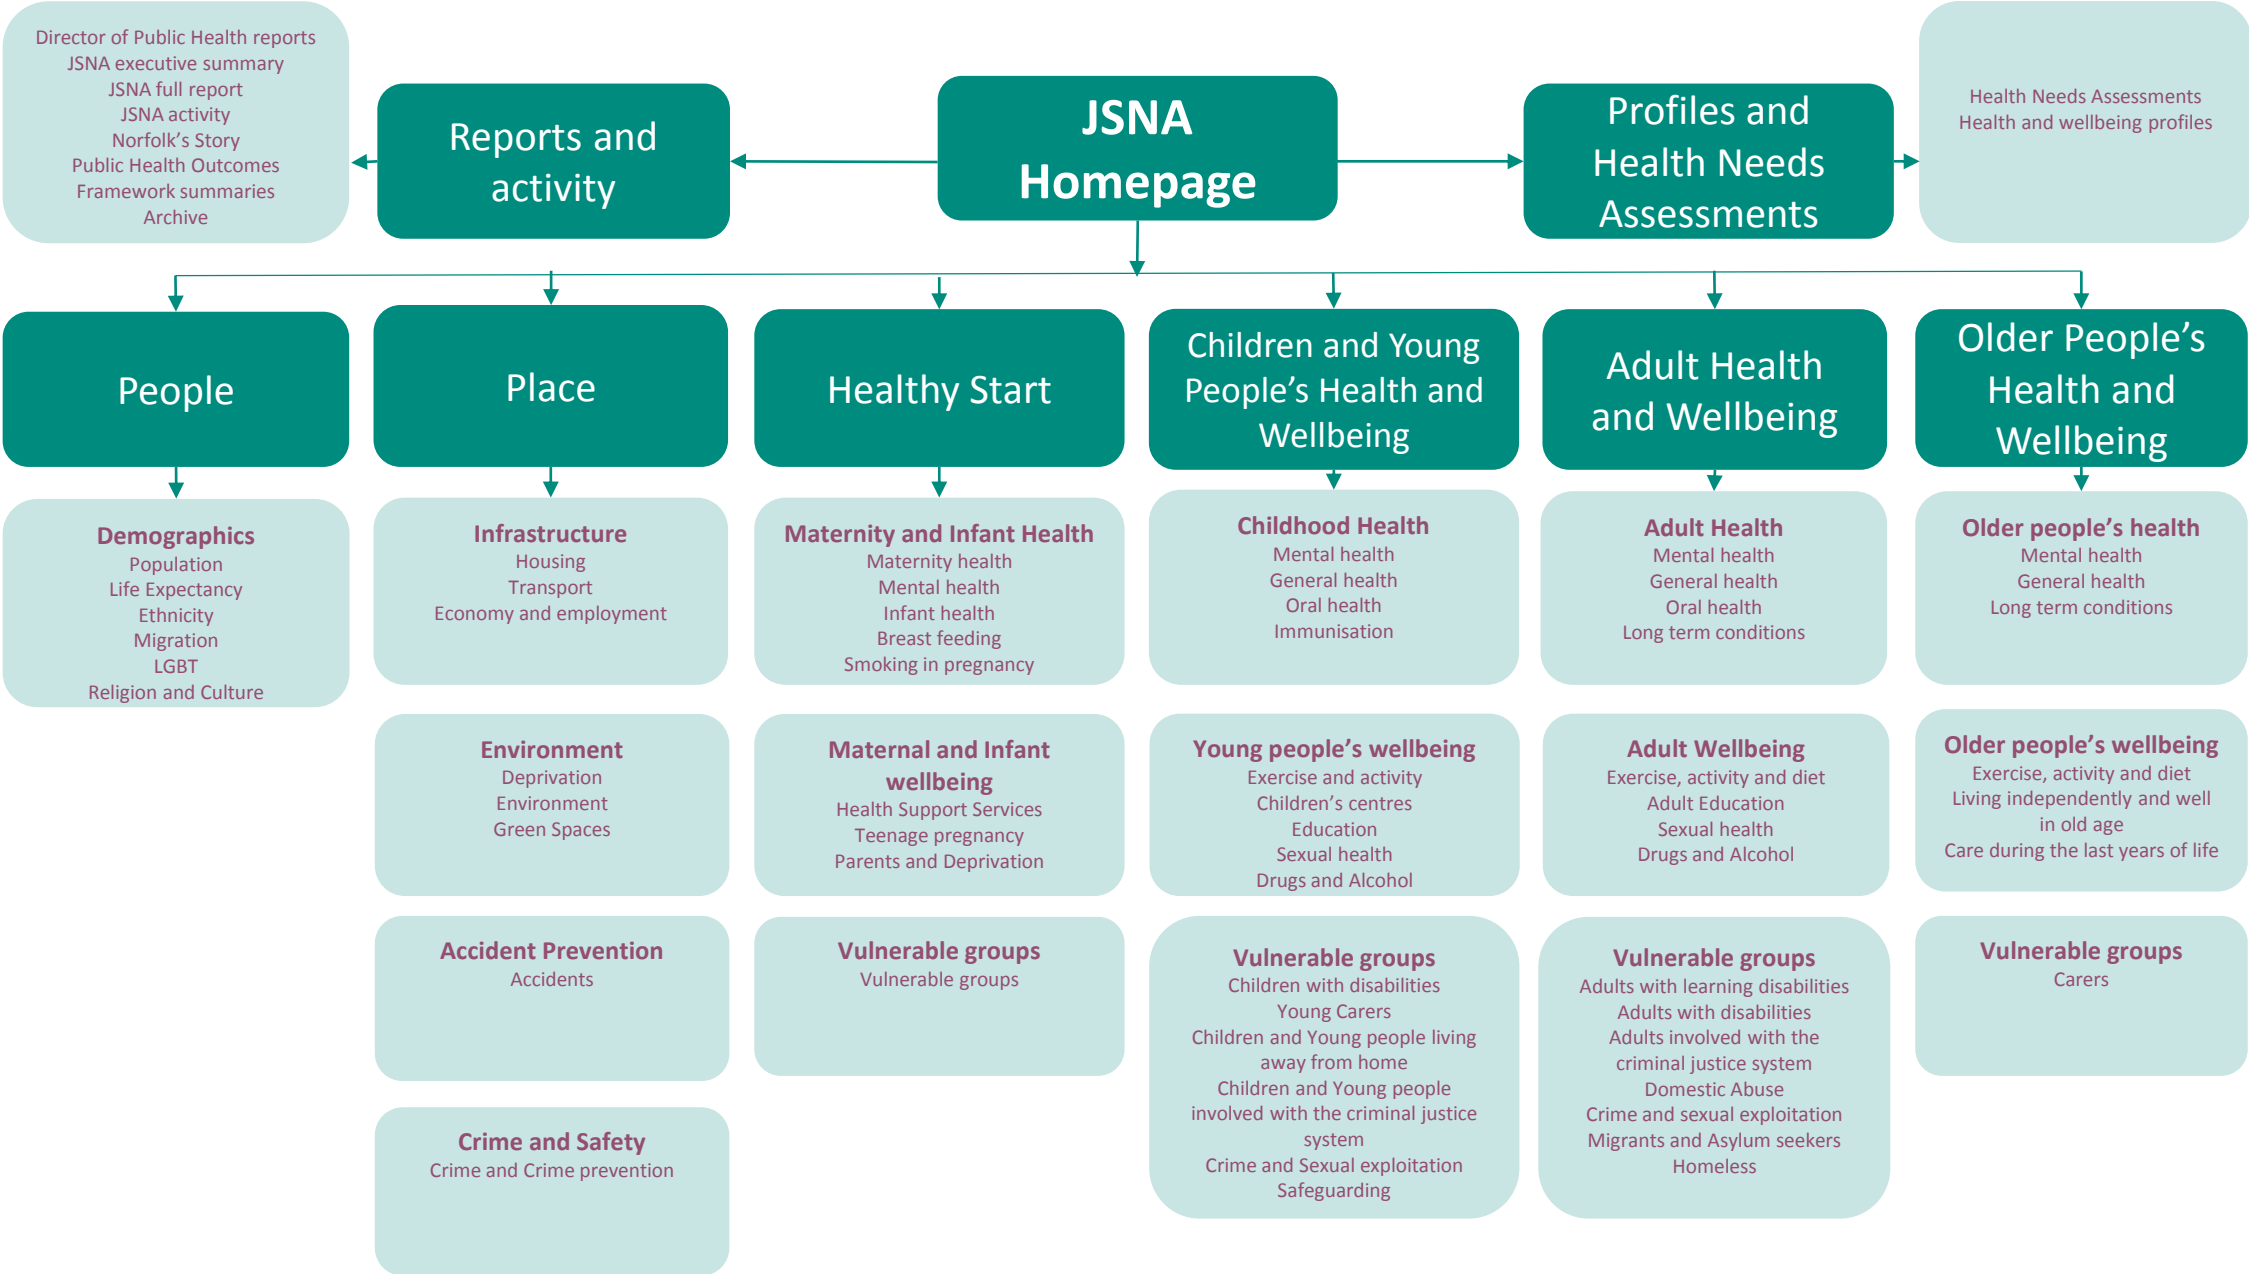 Director of Public Health reports
JSNA executive summary
JSNA full report
JSNA activity
Norfolk’s Story
Public Health Outcomes
Framework summaries
Archive
Reports and
activity
JSNA
Homepage
Profiles and
Health Needs
Assessments
Health Needs Assessments
Health and wellbeing profiles
People
Place
Healthy Start
Children and Young
People’s Health and
Wellbeing
Adult Health
and Wellbeing
Older People’s
Health and
Wellbeing
Demographics
Population
Life Expectancy
Ethnicity
Migration
LGBT
Religion and Culture
Infrastructure
Housing
Transport
Economy and employment
Maternity and Infant Health
Maternity health
Mental health
Infant health
Breast feeding
Smoking in pregnancy
Childhood Health
Mental health
General health
Oral health
Immunisation
Adult Health
Mental health
General health
Oral health
Long term conditions
Older people’s health
Mental health
General health
Long term conditions
Environment
Deprivation
Environment
Green Spaces
Maternal and Infant
wellbeing
Health Support Services
Teenage pregnancy
Parents and Deprivation
Young people’s wellbeing
Exercise and activity
Children’s centres
Education
Sexual health
Drugs and Alcohol
Adult Wellbeing
Exercise, activity and diet
Adult Education
Sexual health
Drugs and Alcohol
Older people’s wellbeing
Exercise, activity and diet
Living independently and well
in old age
Care during the last years of life
Accident Prevention
Accidents
Vulnerable groups
Vulnerable groups
Vulnerable groups
Children with disabilities
Young Carers
Children and Young people living
away from home
Children and Young people
involved with the criminal justice
system
Crime and Sexual exploitation
Safeguarding
Vulnerable groups
Adults with learning disabilities
Adults with disabilities
Adults involved with the
criminal justice system
Domestic Abuse
Crime and sexual exploitation
Migrants and Asylum seekers
Homeless
Vulnerable groups
Carers
Crime and Safety
Crime and Crime prevention